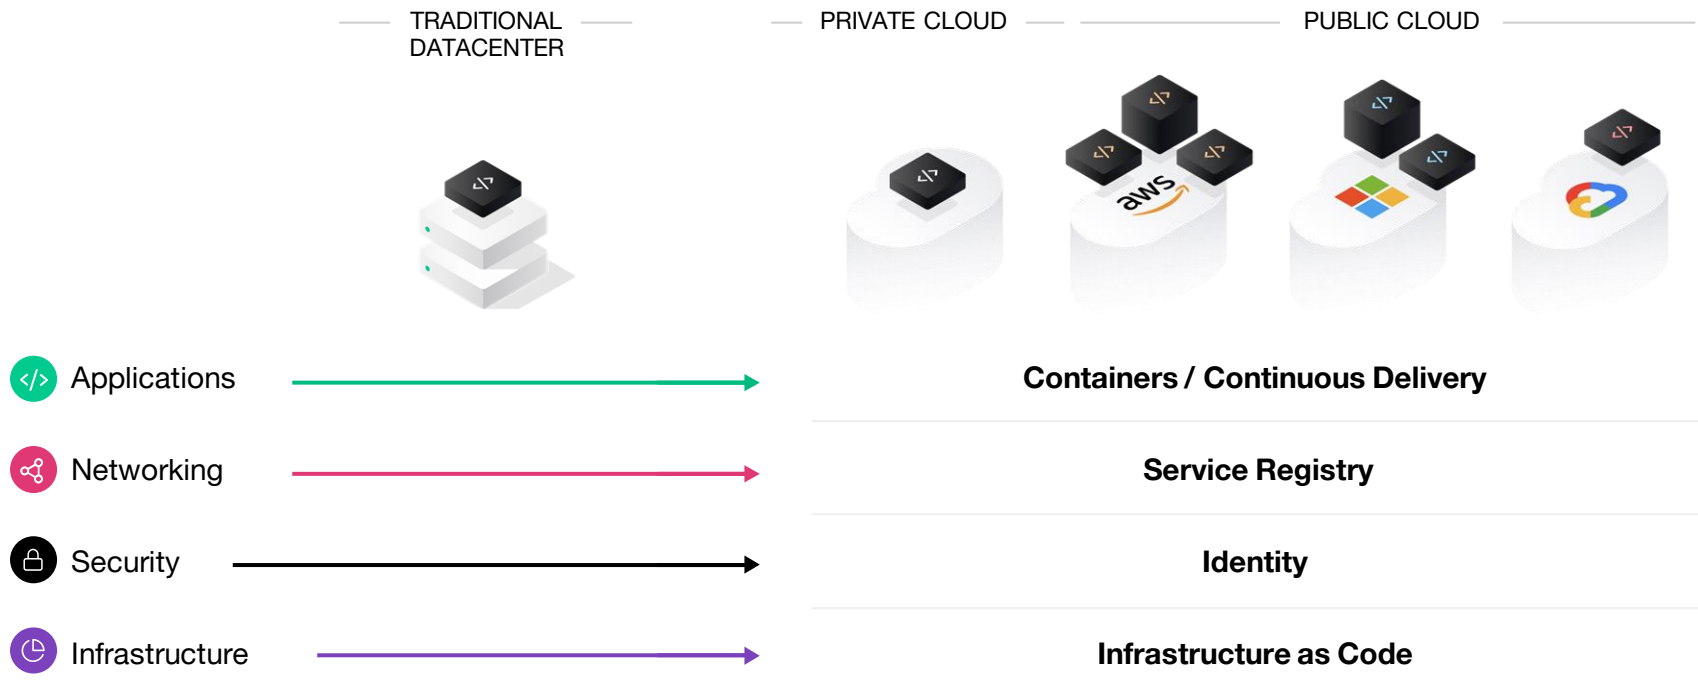 TRADITIONAL
DATACENTER
PRIVATE CLOUD
PUBLIC CLOUD
</>
</>
</>
</>
</>
</>
</>
</>
aws
</> Applications
Containers / Continuous Delivery
Networking
Service Registry
Security
Identity
Infrastructure
Infrastructure as Code